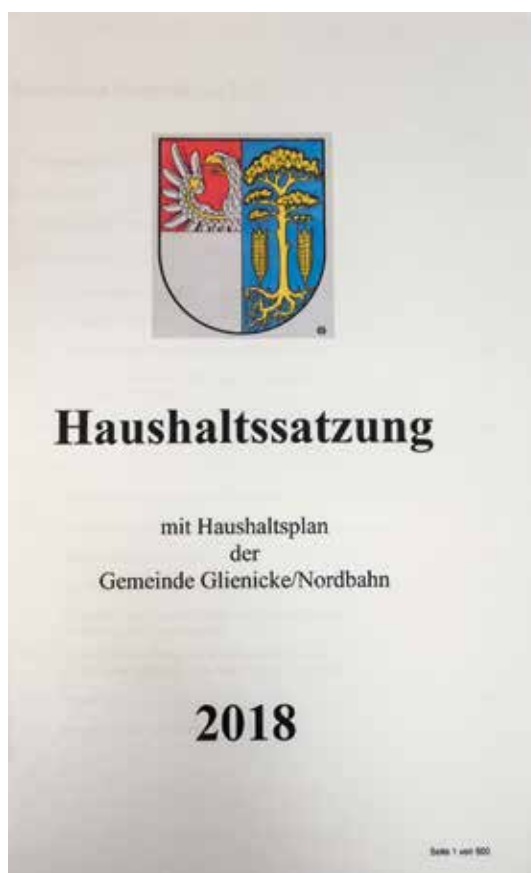 Haushaltssatzung
mit Haushaltsplan
der
Gemeinde Glienicke/Nordbahn
2018
Seite 1 von 500